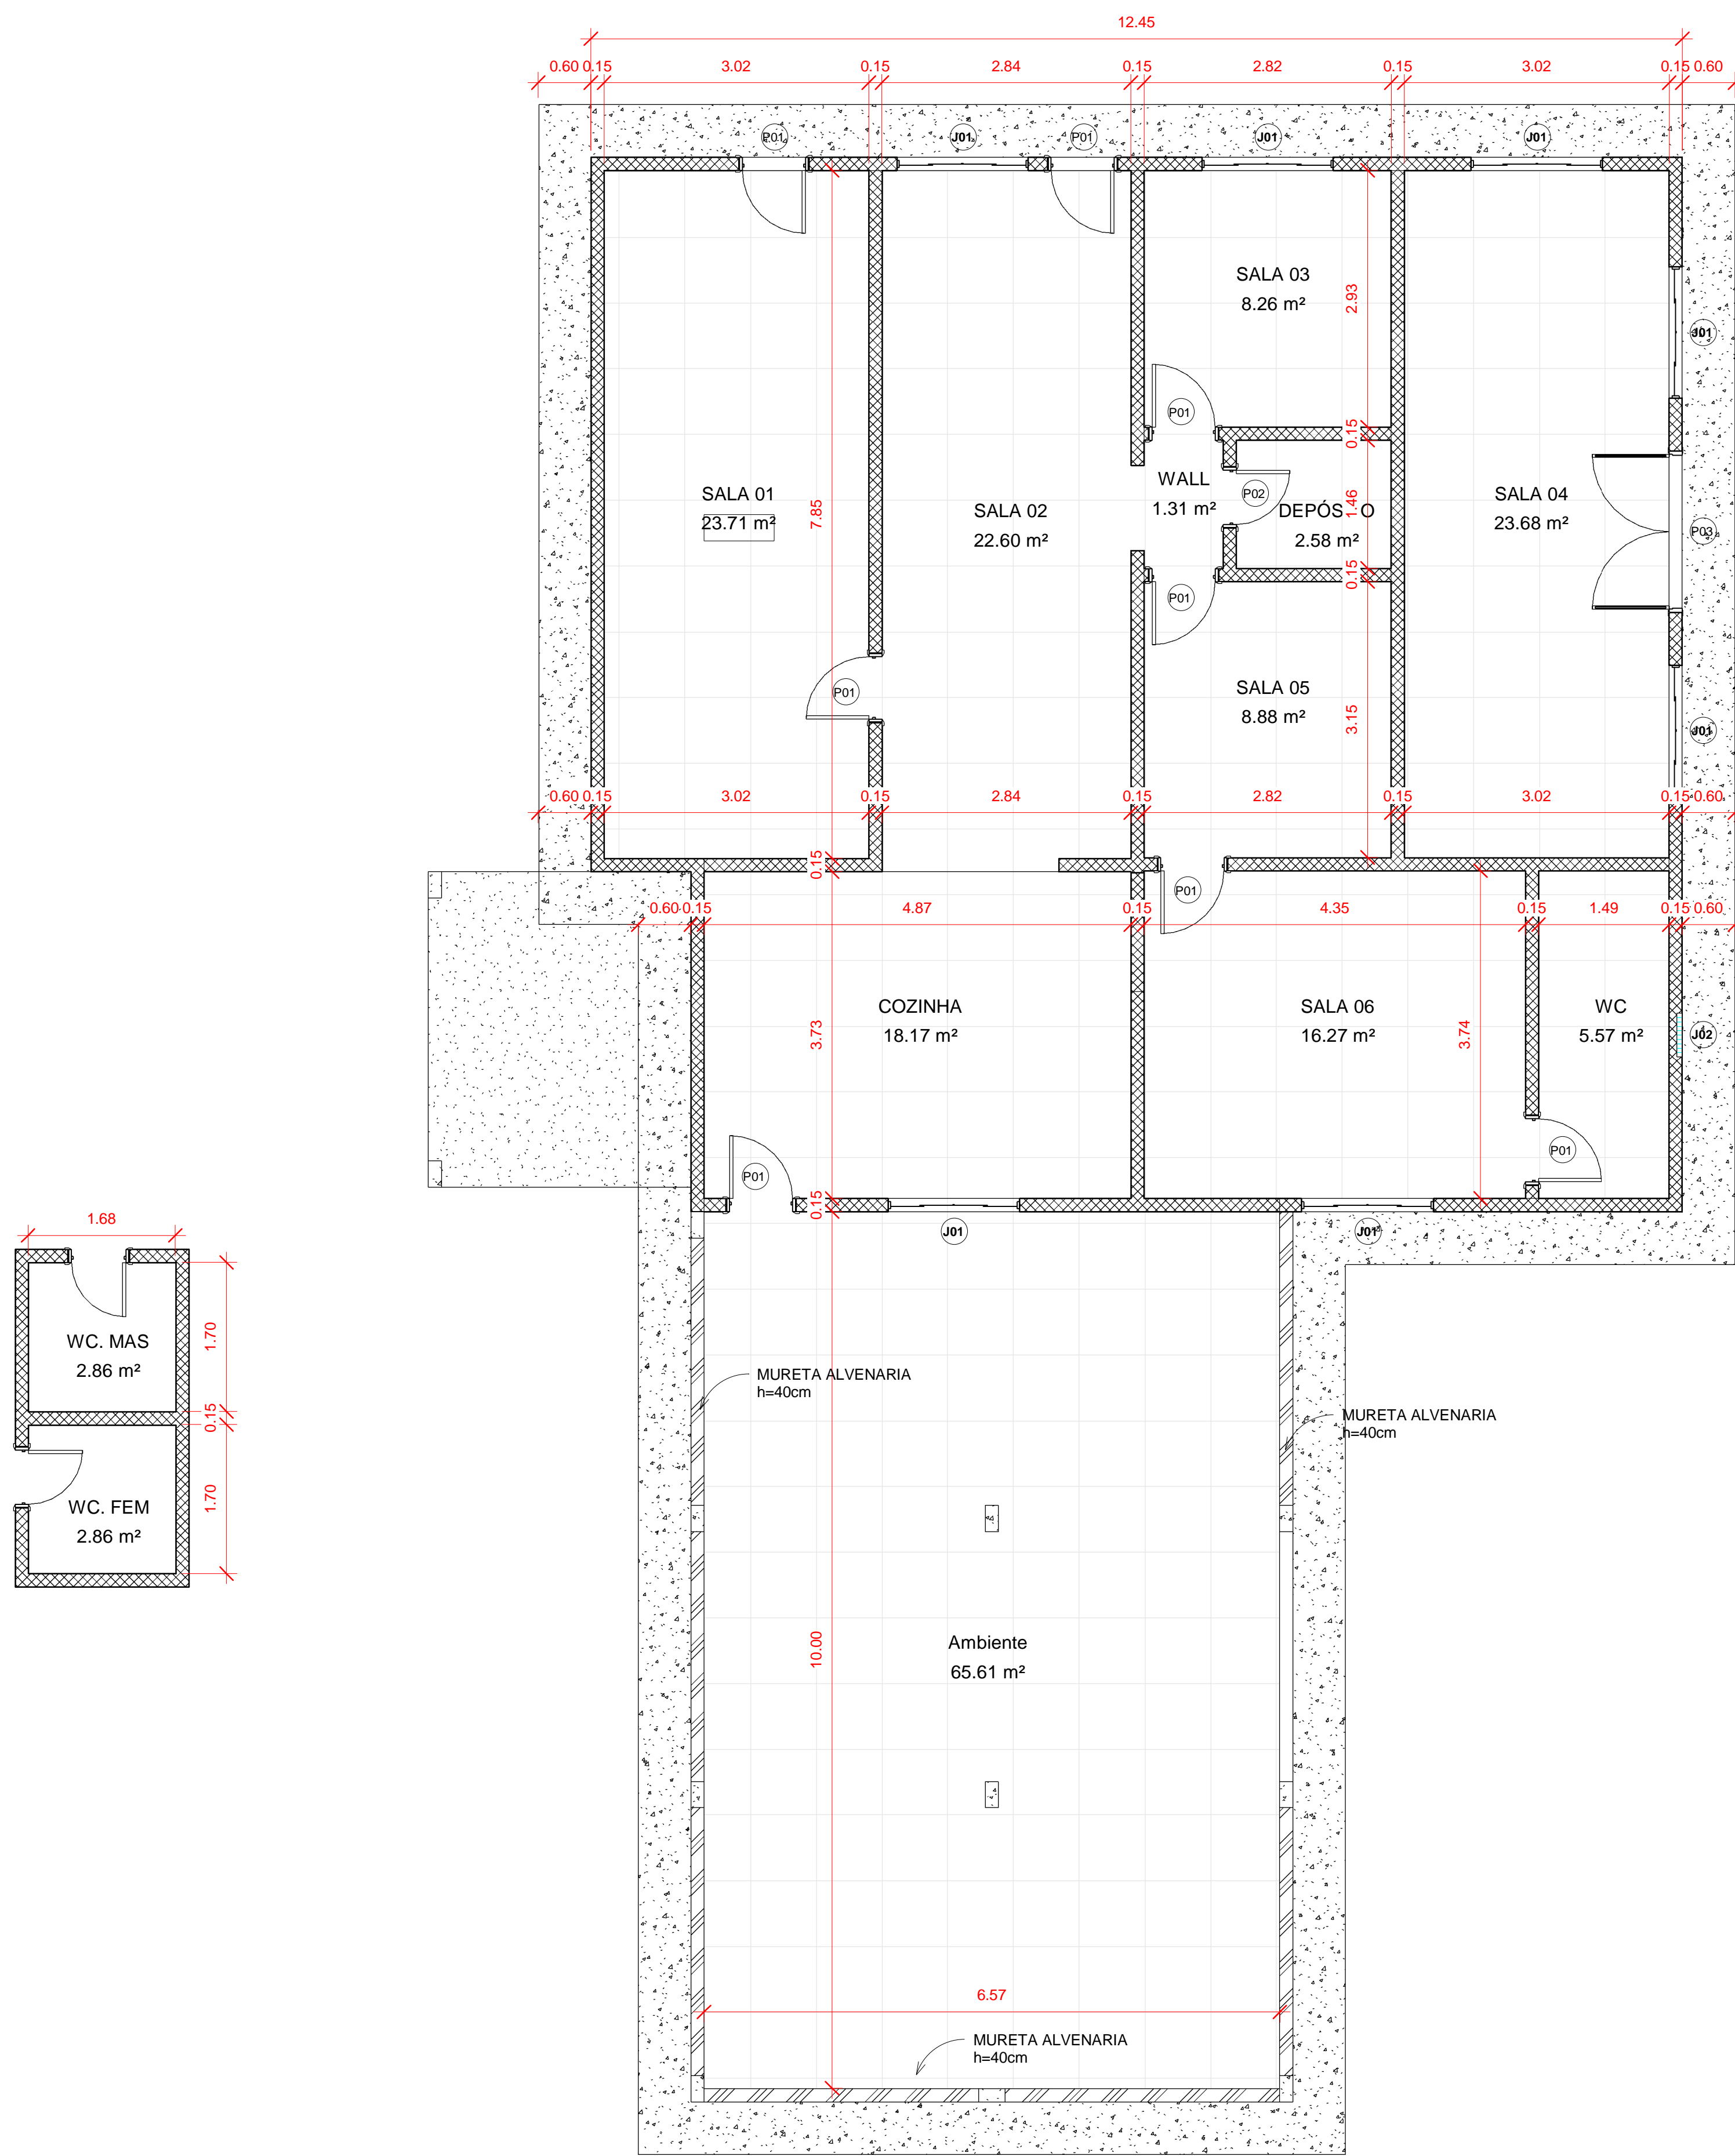 12.45
0.60 0.15 3.02 0.15 2.84 0.15 2.82 0.15 3.02 0.15 0.60
P01 J01 P01 J01 J01
SALA 03
8.26 m²
2.93
J01
P01
0.15
SALA 01
23.71 m²
7.85
SALA 02
22.60 m²
WALL
1.31 m²
P02
DEPÓS O
2.58 m²
1.46
SALA 04
23.68 m²
P03
0.15
P01
P01
SALA 05
8.88 m²
3.15
J01
0.60 0.15 3.02 0.15 2.84 0.15 2.82 0.15 3.02 0.15 0.60
0.15
P01
0.60 0.15 4.87 0.15 4.35 0.15 1.49 0.15 0.60
COZINHA
18.17 m²
3.73
SALA 06
16.27 m²
3.74
WC
5.57 m²
J02
P01
P01
0.15
J01
J01
1.68
WC. MAS
2.86 m²
1.70
0.15
WC. FEM
2.86 m²
1.70
MURETA ALVENARIA
h=40cm
MURETA ALVENARIA
h=40cm
Ambiente
65.61 m²
10.00
6.57
MURETA ALVENARIA
h=40cm